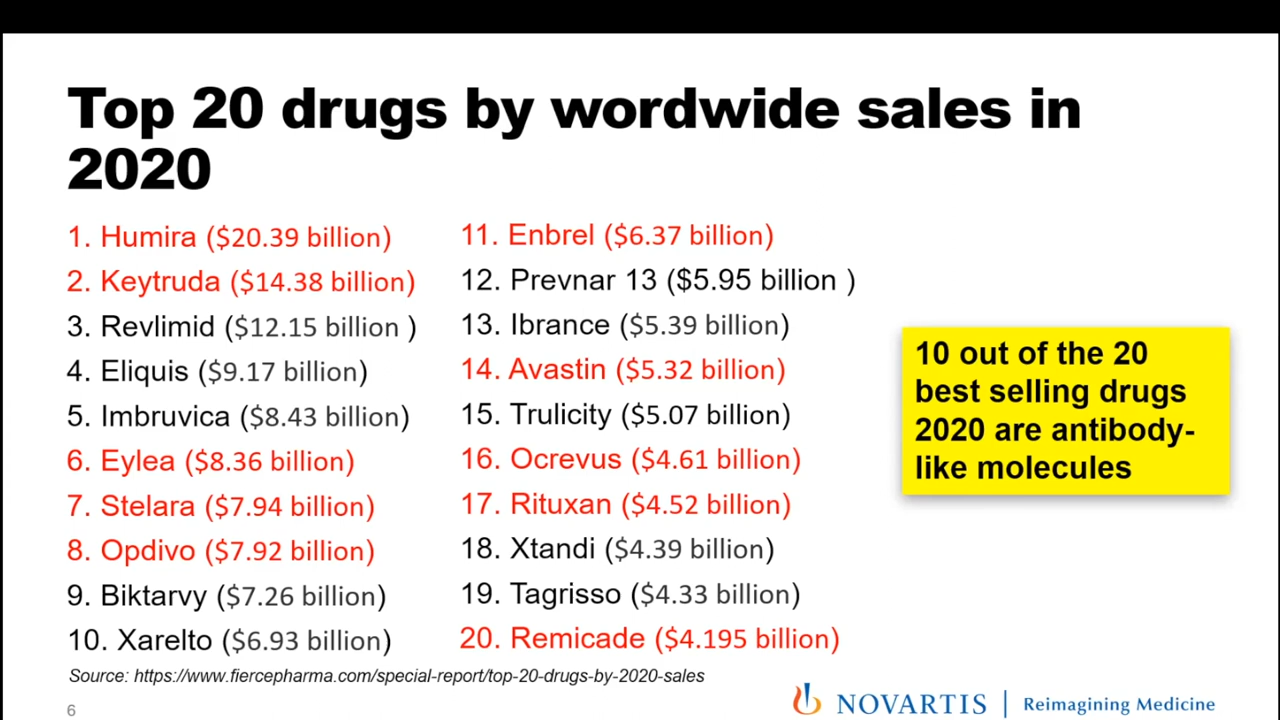 Top 20 drugs by wordwide sales in
2020
1. Humira ($20.39 billion)
2. Keytruda ($14.38 billion)
3. Revlimid ($12.15 billion )
4. Eliquis ($9.17 billion)
5. Imbruvica ($8.43 billion)
6. Eylea ($8.36 billion)
7. Stelara ($7.94 billion)
8. Opdivo ($7.92 billion)
9. Biktarvy ($7.26 billion)
10. Xarelto ($6.93 billion)
11. Enbrel ($6.37 billion)
12. Prevnar 13 ($5.95 billion )
13. Ibrance ($5.39 billion)
14. Avastin ($5.32 billion)
15. Trulicity ($5.07 billion)
16. Ocrevus ($4.61 billion)
17. Rituxan ($4.52 billion)
18. Xtandi ($4.39 billion)
19. Tagrisso ($4.33 billion)
20. Remicade ($4.195 billion)
10 out of the 20
best selling drugs
2020 are antibody-
like molecules
Source: https://www.fiercepharma.com/special-report/top-20-drugs-by-2020-sales
6
NOVARTIS | Reimagining Medicine